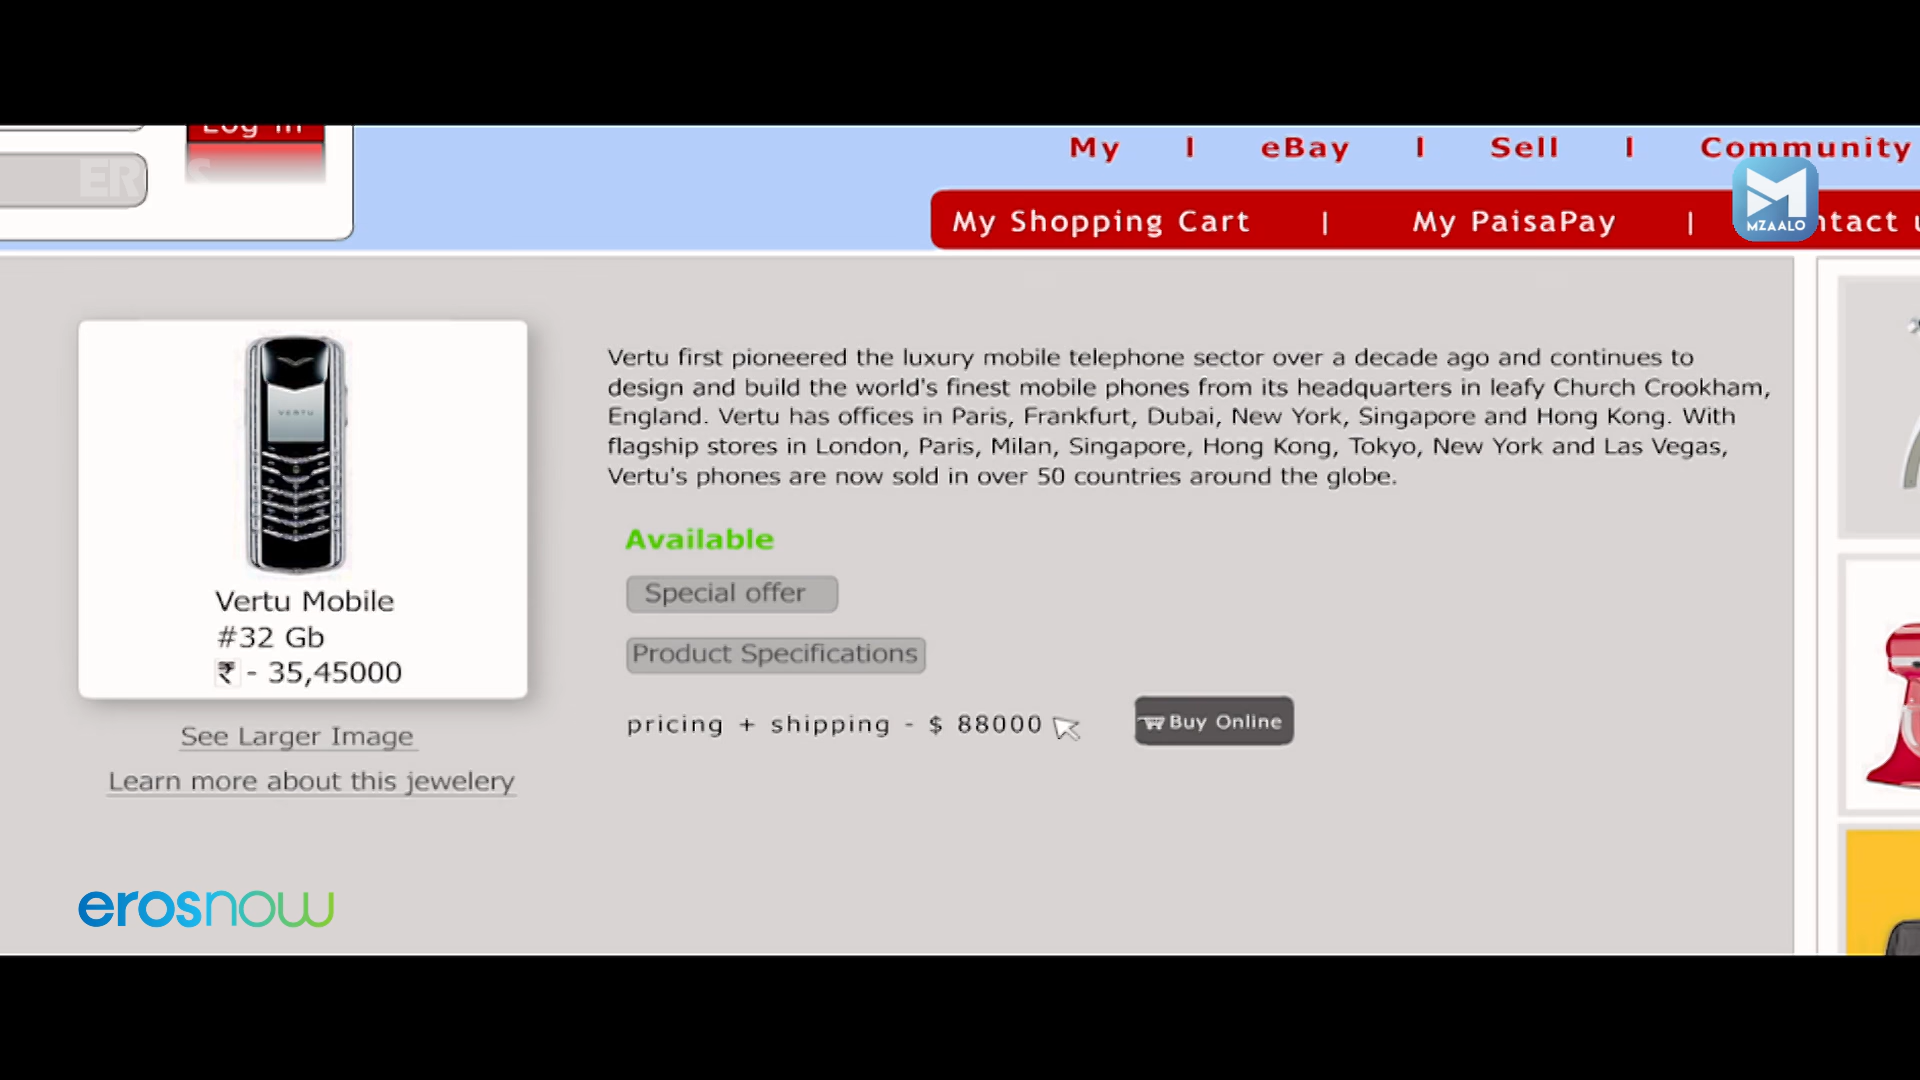 Log in
My | eBay | Sell | Community
EROS
My Shopping Cart | My PaisaPay |
MZAALO
VERTU
Vertu Mobile
#32 Gb
₹ - 35,45000
See Larger Image
Learn more about this jewelery
Vertu first pioneered the luxury mobile telephone sector over a decade ago and continues to
design and build the world's finest mobile phones from its headquarters in leafy Church Crookham,
England. Vertu has offices in Paris, Frankfurt, Dubai, New York, Singapore and Hong Kong. With
flagship stores in London, Paris, Milan, Singapore, Hong Kong, Tokyo, New York and Las Vegas,
Vertu's phones are now sold in over 50 countries around the globe.
Available
Special offer
Product Specifications
pricing + shipping - $ 88000
Buy Online
erosnow